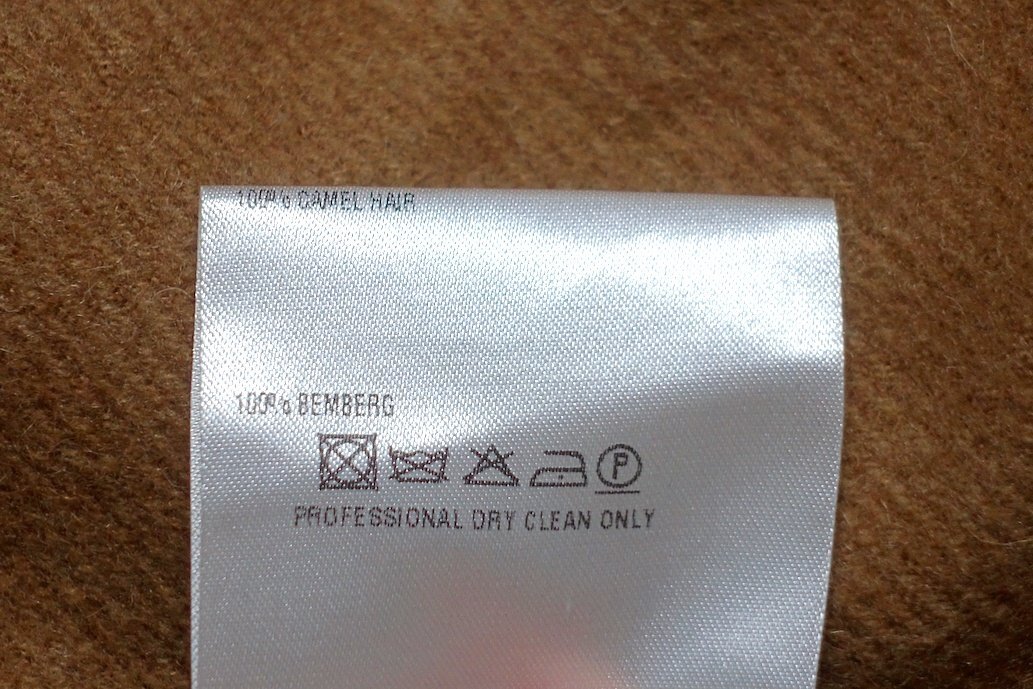 100% CAMEL HAIR
100% BEMBERG
P
PROFESSIONAL DRY CLEAN ONLY